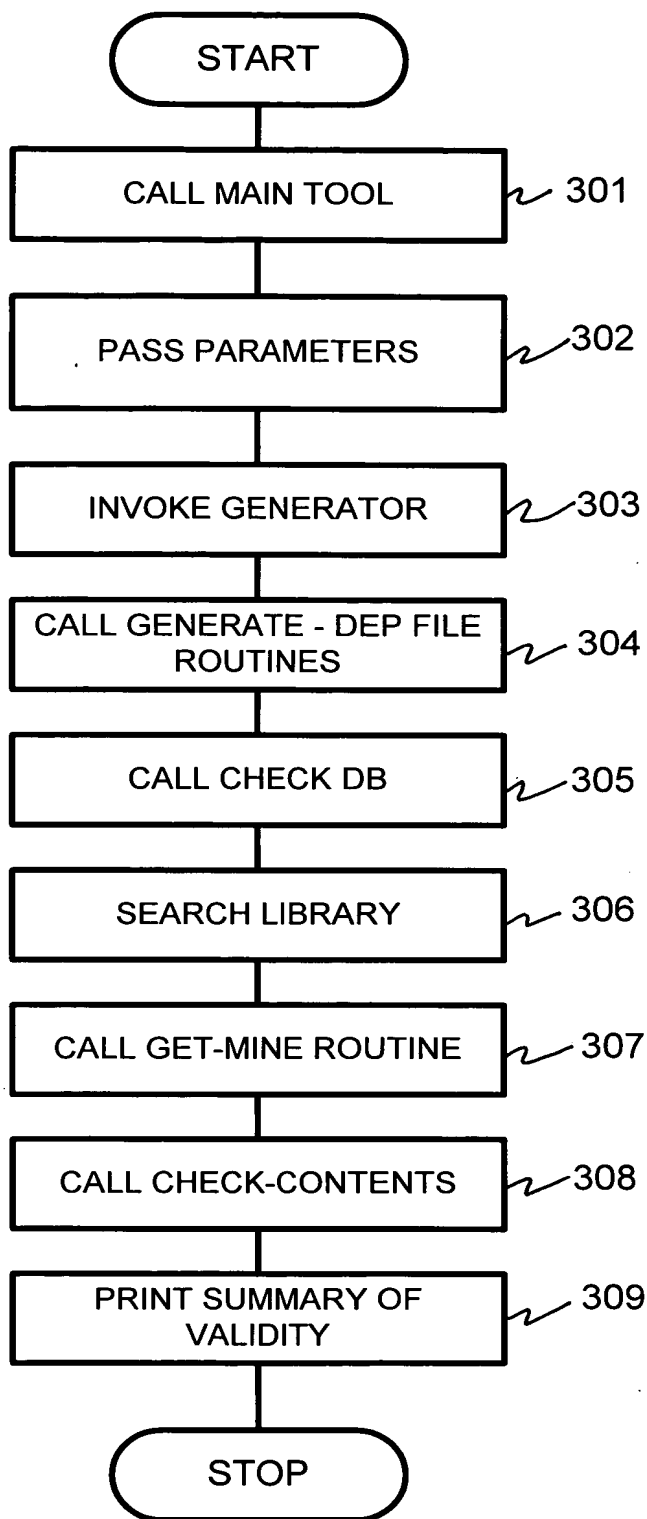 START
CALL MAIN TOOL
301
PASS PARAMETERS
302
INVOKE GENERATOR
303
CALL GENERATE - DEP FILE
ROUTINES
304
CALL CHECK DB
305
SEARCH LIBRARY
306
CALL GET-MINE ROUTINE
307
CALL CHECK-CONTENTS
308
PRINT SUMMARY OF
VALIDITY
309
STOP